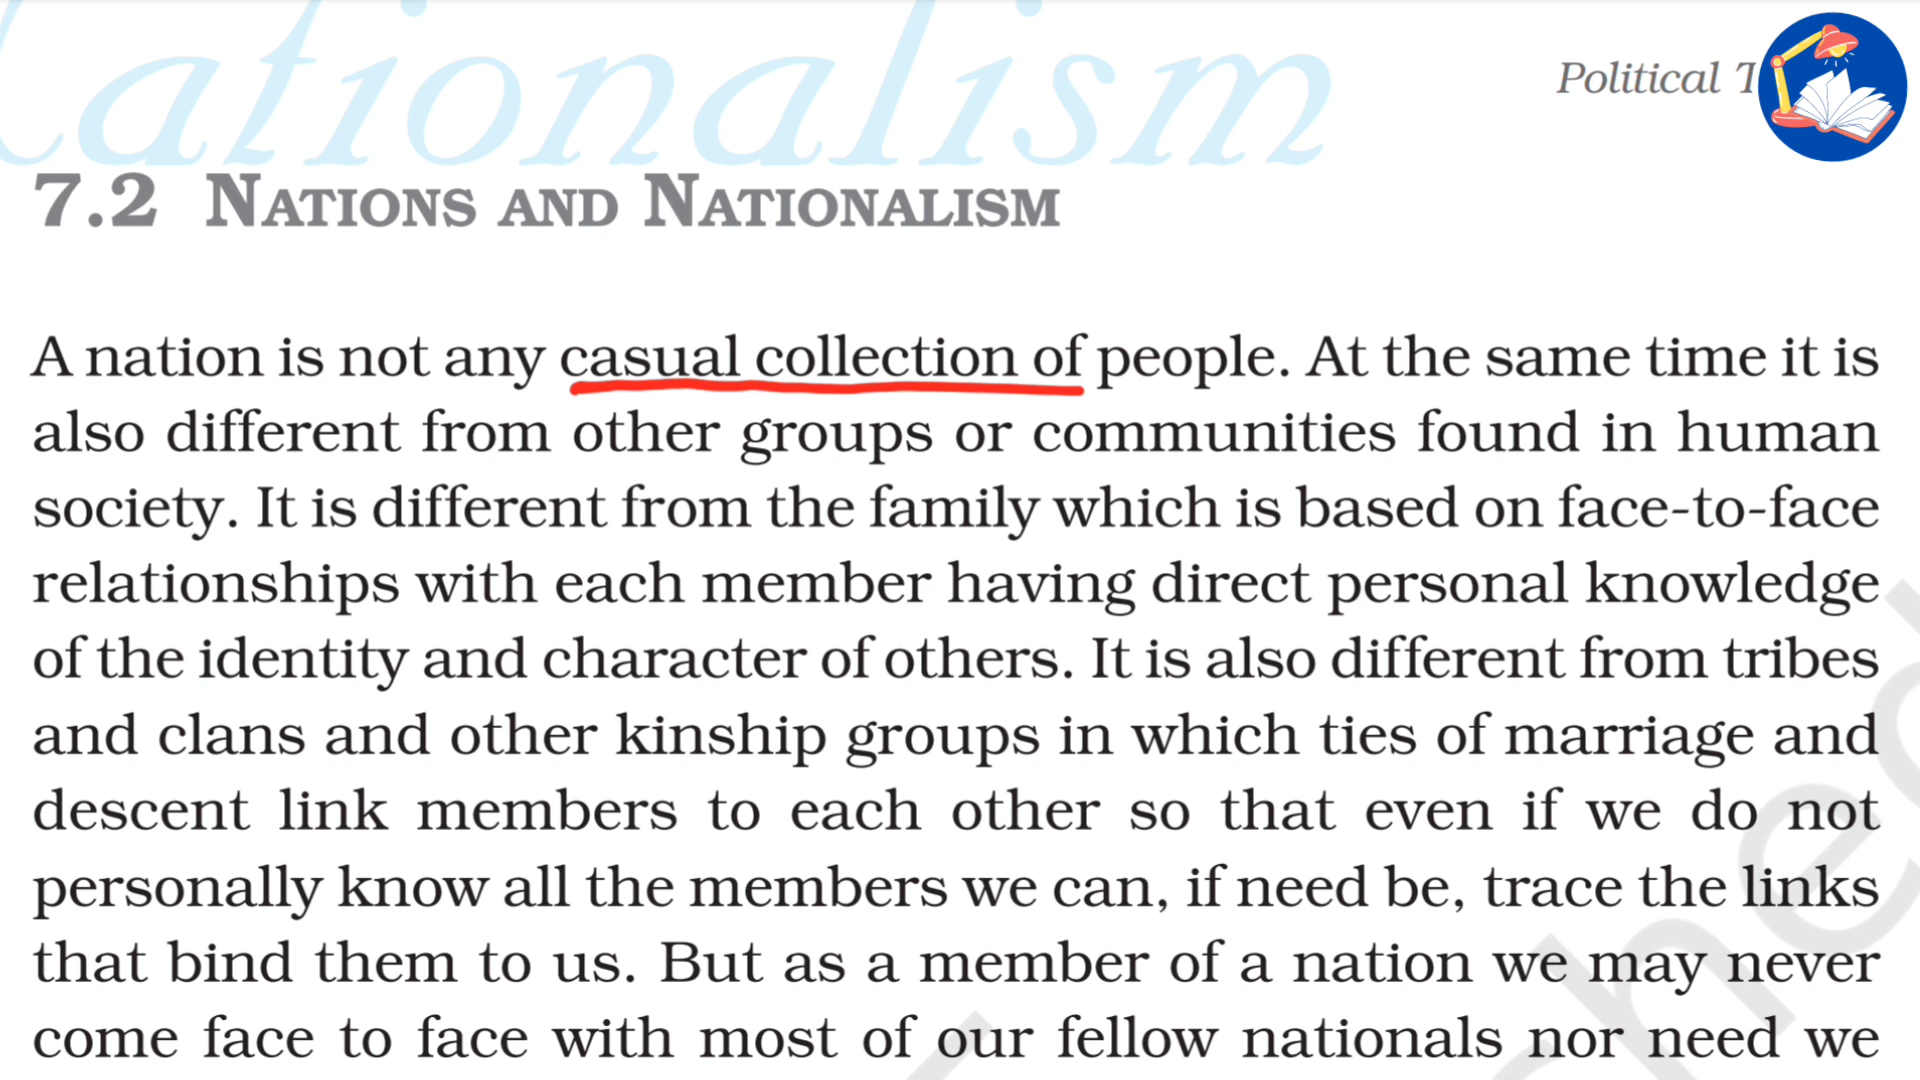 ationalism
Political T
7.2 NATIONS AND NATIONALISM
A nation is not any casual collection of people. At the same time it is
also different from other groups or communities found in human
society. It is different from the family which is based on face-to-face
relationships with each member having direct personal knowledge
of the identity and character of others. It is also different from tribes
and clans and other kinship groups in which ties of marriage and
descent link members to each other so that even if we do not
personally know all the members we can, if need be, trace the links
that bind them to us. But as a member of a nation we may never
come face to face with most of our fellow nationals nor need we